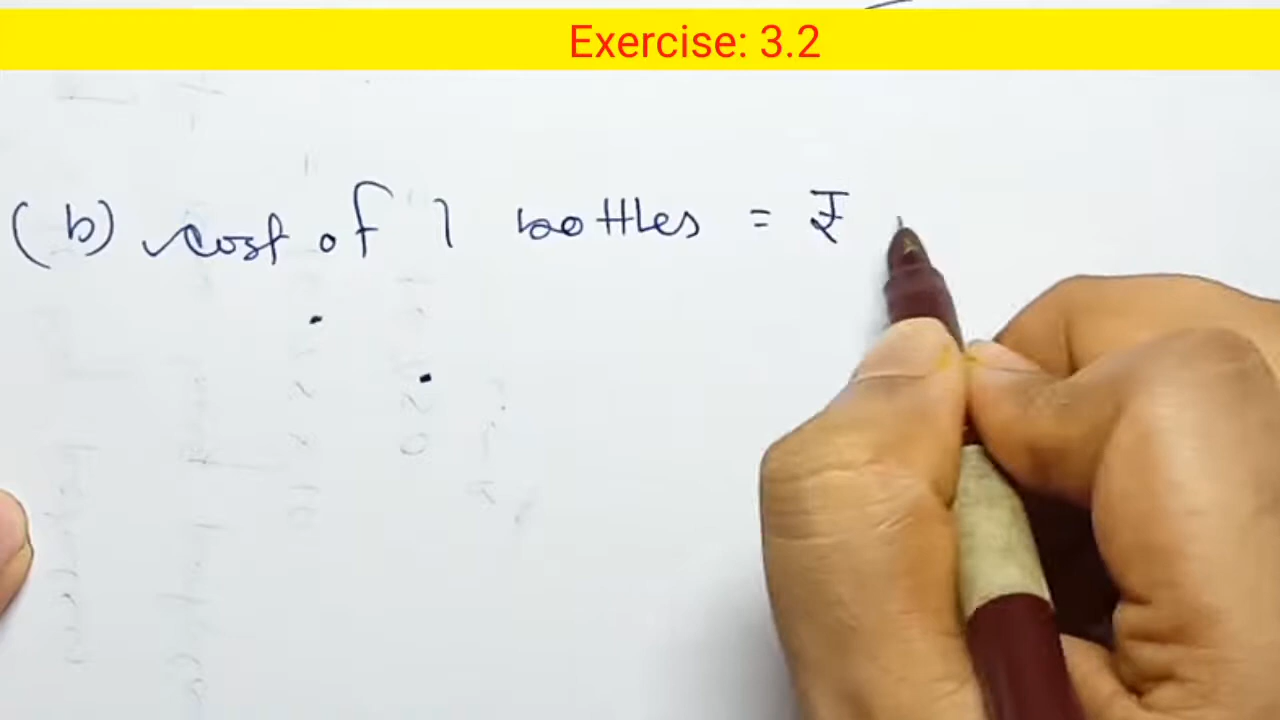 Exercise: 3.2
(b) cost of 7 bottles = ₹